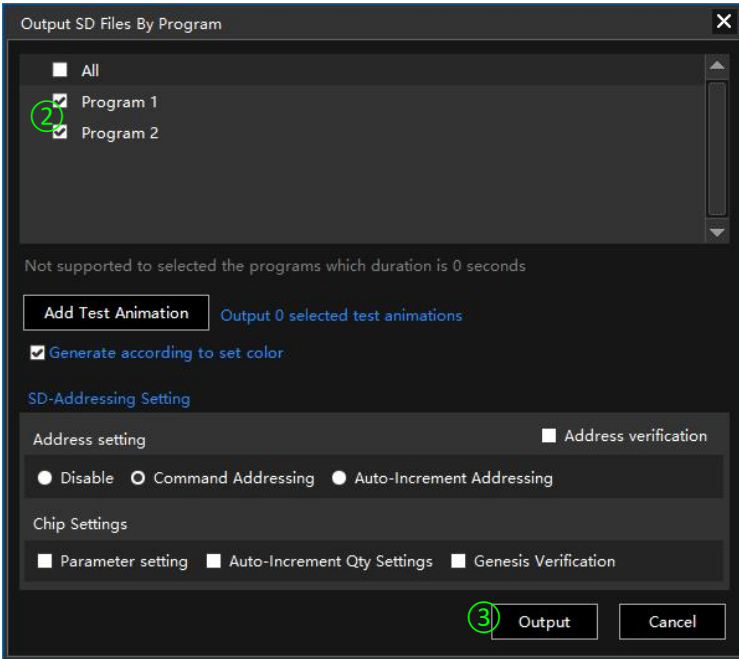 Output SD Files By Program
All
Program 1
②
Program 2
Not supported to selected the programs which duration is 0 seconds
Add Test Animation Output 0 selected test animations
Generate according to set color
SD-Addressing Setting
Address setting Address verification
Disable Command Addressing Auto-Increment Addressing
Chip Settings
Parameter setting Auto-Increment Qty Settings Genesis Verification
③ Output Cancel